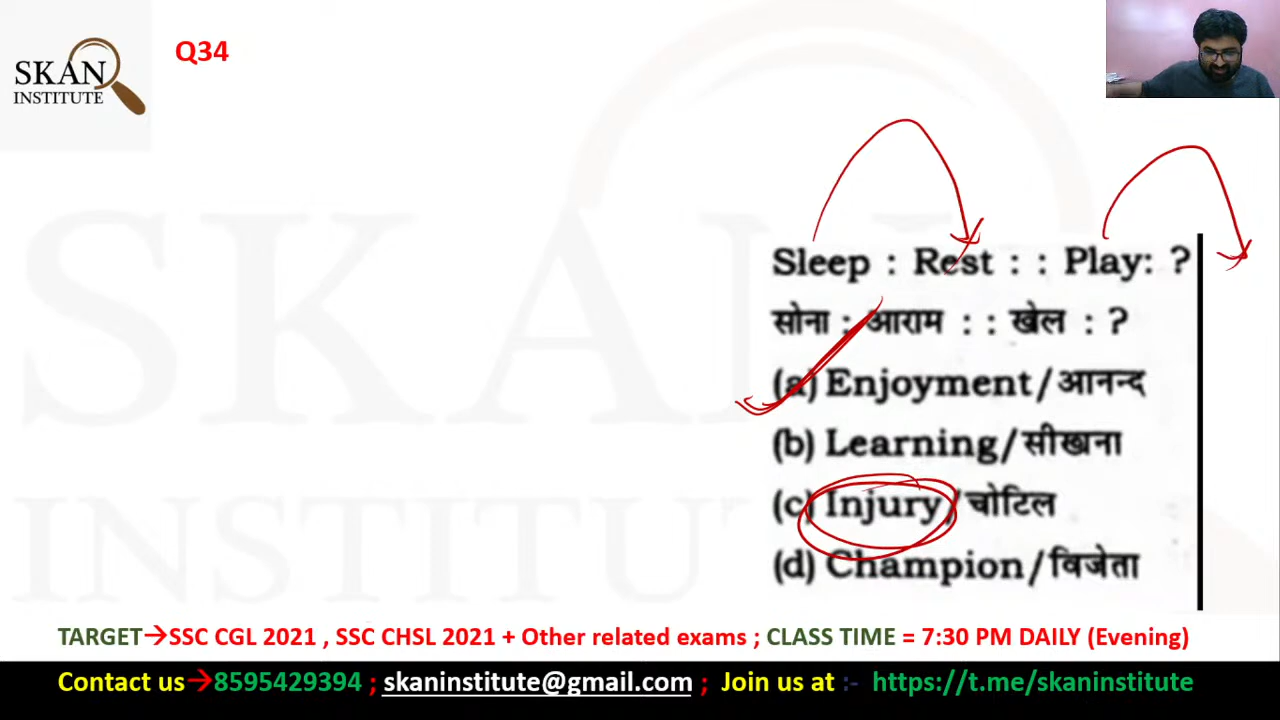 SKAN
INSTITUTE
Q34
Sleep : Rest : : Play: ?
सोना : आराम : : खेल : ?
(a) Enjoyment/आनन्द
(b) Learning/सीखना
(c) Injury/चोटिल
(d) Champion/विजेता
SKAN
INSTITUTE
TARGET→SSC CGL 2021 , SSC CHSL 2021 + Other related exams ; CLASS TIME = 7:30 PM DAILY (Evening)
Contact us→8595429394 ; skaninstitute@gmail.com ; Join us at :- https://t.me/skaninstitute